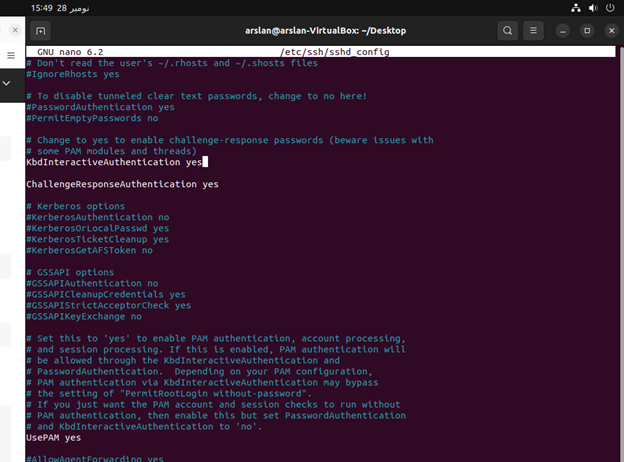 15:49 28 نومبر
arslan@arslan-VirtualBox: ~/Desktop
GNU nano 6.2 /etc/ssh/sshd_config
# Don't read the user's ~/.rhosts and ~/.shosts files
#IgnoreRhosts yes
# To disable tunneled clear text passwords, change to no here!
#PasswordAuthentication yes
#PermitEmptyPasswords no
# Change to yes to enable challenge-response passwords (beware issues with
# some PAM modules and threads)
KbdInteractiveAuthentication yes
ChallengeResponseAuthentication yes
# Kerberos options
#KerberosAuthentication no
#KerberosOrLocalPasswd yes
#KerberosTicketCleanup yes
#KerberosGetAFSToken no
# GSSAPI options
#GSSAPIAuthentication no
#GSSAPICleanupCredentials yes
#GSSAPIStrictAcceptorCheck yes
#GSSAPIKeyExchange no
# Set this to 'yes' to enable PAM authentication, account processing,
# and session processing. If this is enabled, PAM authentication will
# be allowed through the KbdInteractiveAuthentication and
# PasswordAuthentication.  Depending on your PAM configuration,
# PAM authentication via KbdInteractiveAuthentication may bypass
# the setting of "PermitRootLogin without-password".
# If you just want the PAM account and session checks to run without
# PAM authentication, then enable this but set PasswordAuthentication
# and KbdInteractiveAuthentication to 'no'.
UsePAM yes
#AllowAgentForwarding yes